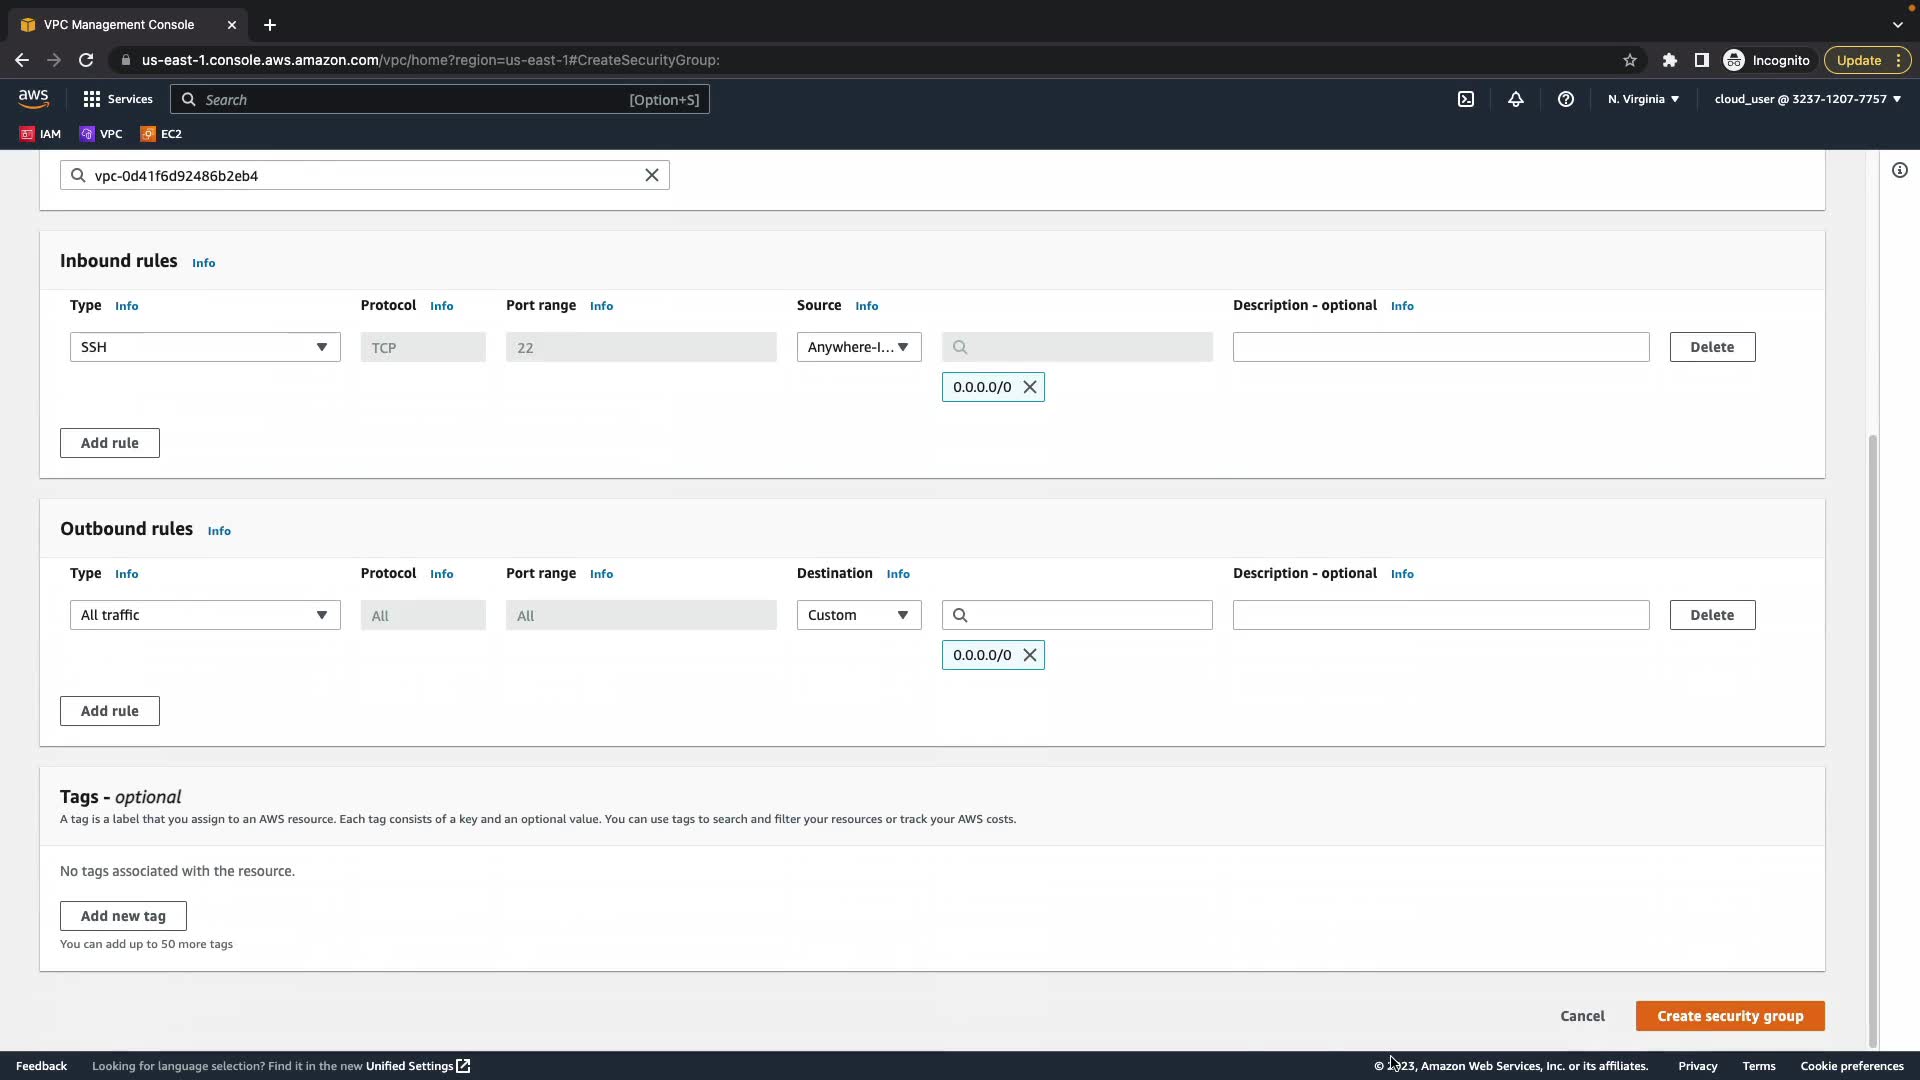 VPC Management Console
us-east-1.console.aws.amazon.com/vpc/home?region=us-east-1#CreateSecurityGroup:
Incognito
Update
aws
Services
Search
[Option+S]
N. Virginia
cloud_user @ 3237-1207-7757
IAM
VPC
EC2
vpc-0d41f6d92486b2eb4
Inbound rules Info
Type Info Protocol Info Port range Info Source Info Description - optional Info
SSH TCP 22 Anywhere-I... Delete
0.0.0.0/0
Add rule
Outbound rules Info
Type Info Protocol Info Port range Info Destination Info Description - optional Info
All traffic All All Custom Delete
0.0.0.0/0
Add rule
Tags - optional
A tag is a label that you assign to an AWS resource. Each tag consists of a key and an optional value. You can use tags to search and filter your resources or track your AWS costs.
No tags associated with the resource.
Add new tag
You can add up to 50 more tags
Cancel Create security group
Feedback Looking for language selection? Find it in the new Unified Settings © 23, Amazon Web Services, Inc. or its affiliates. Privacy Terms Cookie preferences